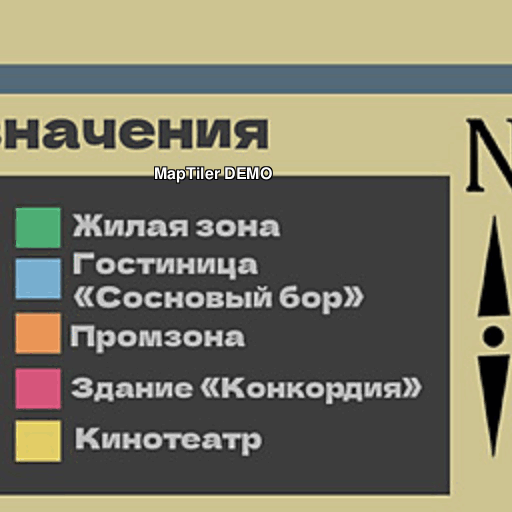 значения
N
MapTiler DEMO
Жилая зона
Гостиница
«Сосновый бор»
Промзона
Здание «Конкордия»
Кинотеатр